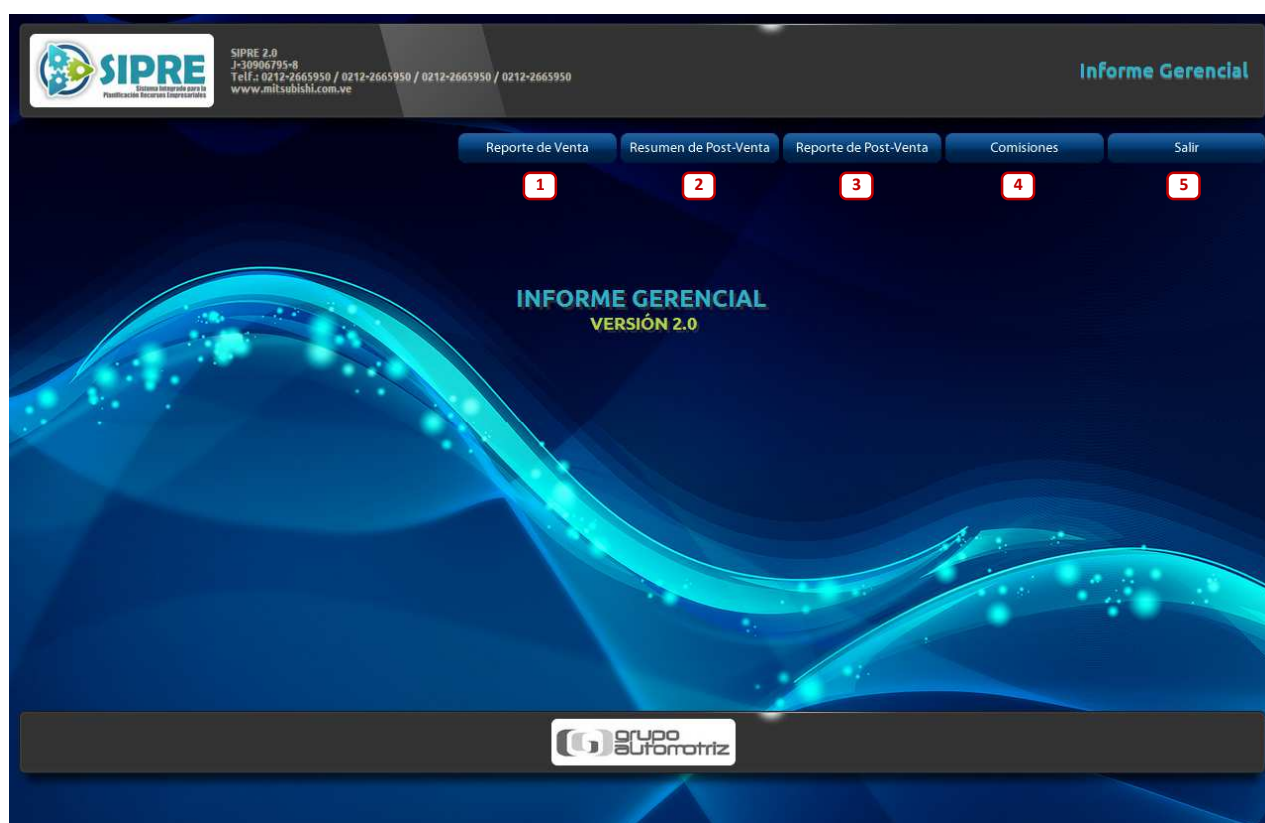 SIPRE
Sistema Integrado para la
Planificación Recursos Empresariales
SIPRE 2.0
J-30906795-8
Telf.: 0212-2665950 / 0212-2665950 / 0212-2665950 / 0212-2665950
www.mitsubishi.com.ve
Informe Gerencial
Reporte de Venta
Resumen de Post-Venta
Reporte de Post-Venta
Comisiones
Salir
1
2
3
4
5
INFORME GERENCIAL
VERSIÓN 2.0
grupo
automotriz